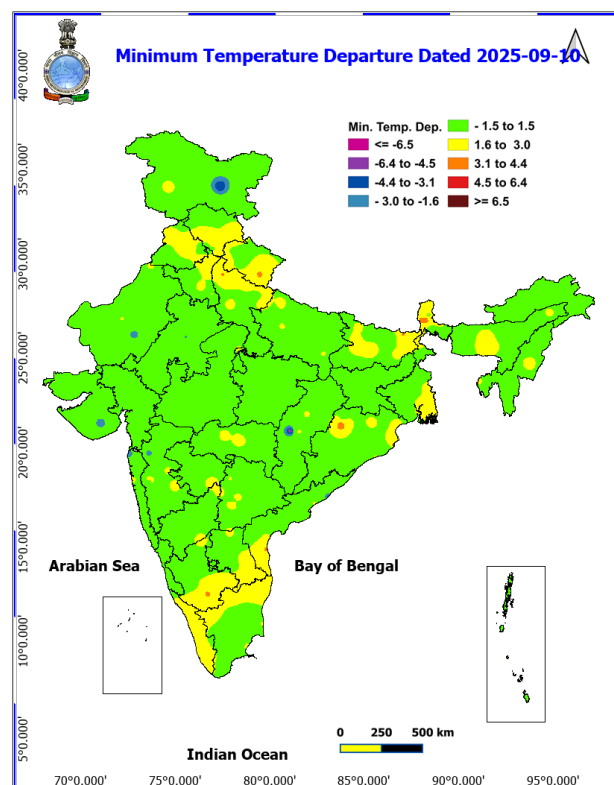 Minimum Temperature Departure Dated 2025-09-10
Min. Temp. Dep.
<= -6.5
-6.4 to -4.5
-4.4 to -3.1
- 3.0 to -1.6
- 1.5 to 1.5
1.6 to 3.0
3.1 to 4.4
4.5 to 6.4
>= 6.5
40°0.000'
35°0.000'
30°0.000'
25°0.000'
20°0.000'
15°0.000'
10°0.000'
5°0.000'
Arabian Sea
Bay of Bengal
Indian Ocean
0 250 500 km
70°0.000' 75°0.000' 80°0.000' 85°0.000' 90°0.000' 95°0.000'